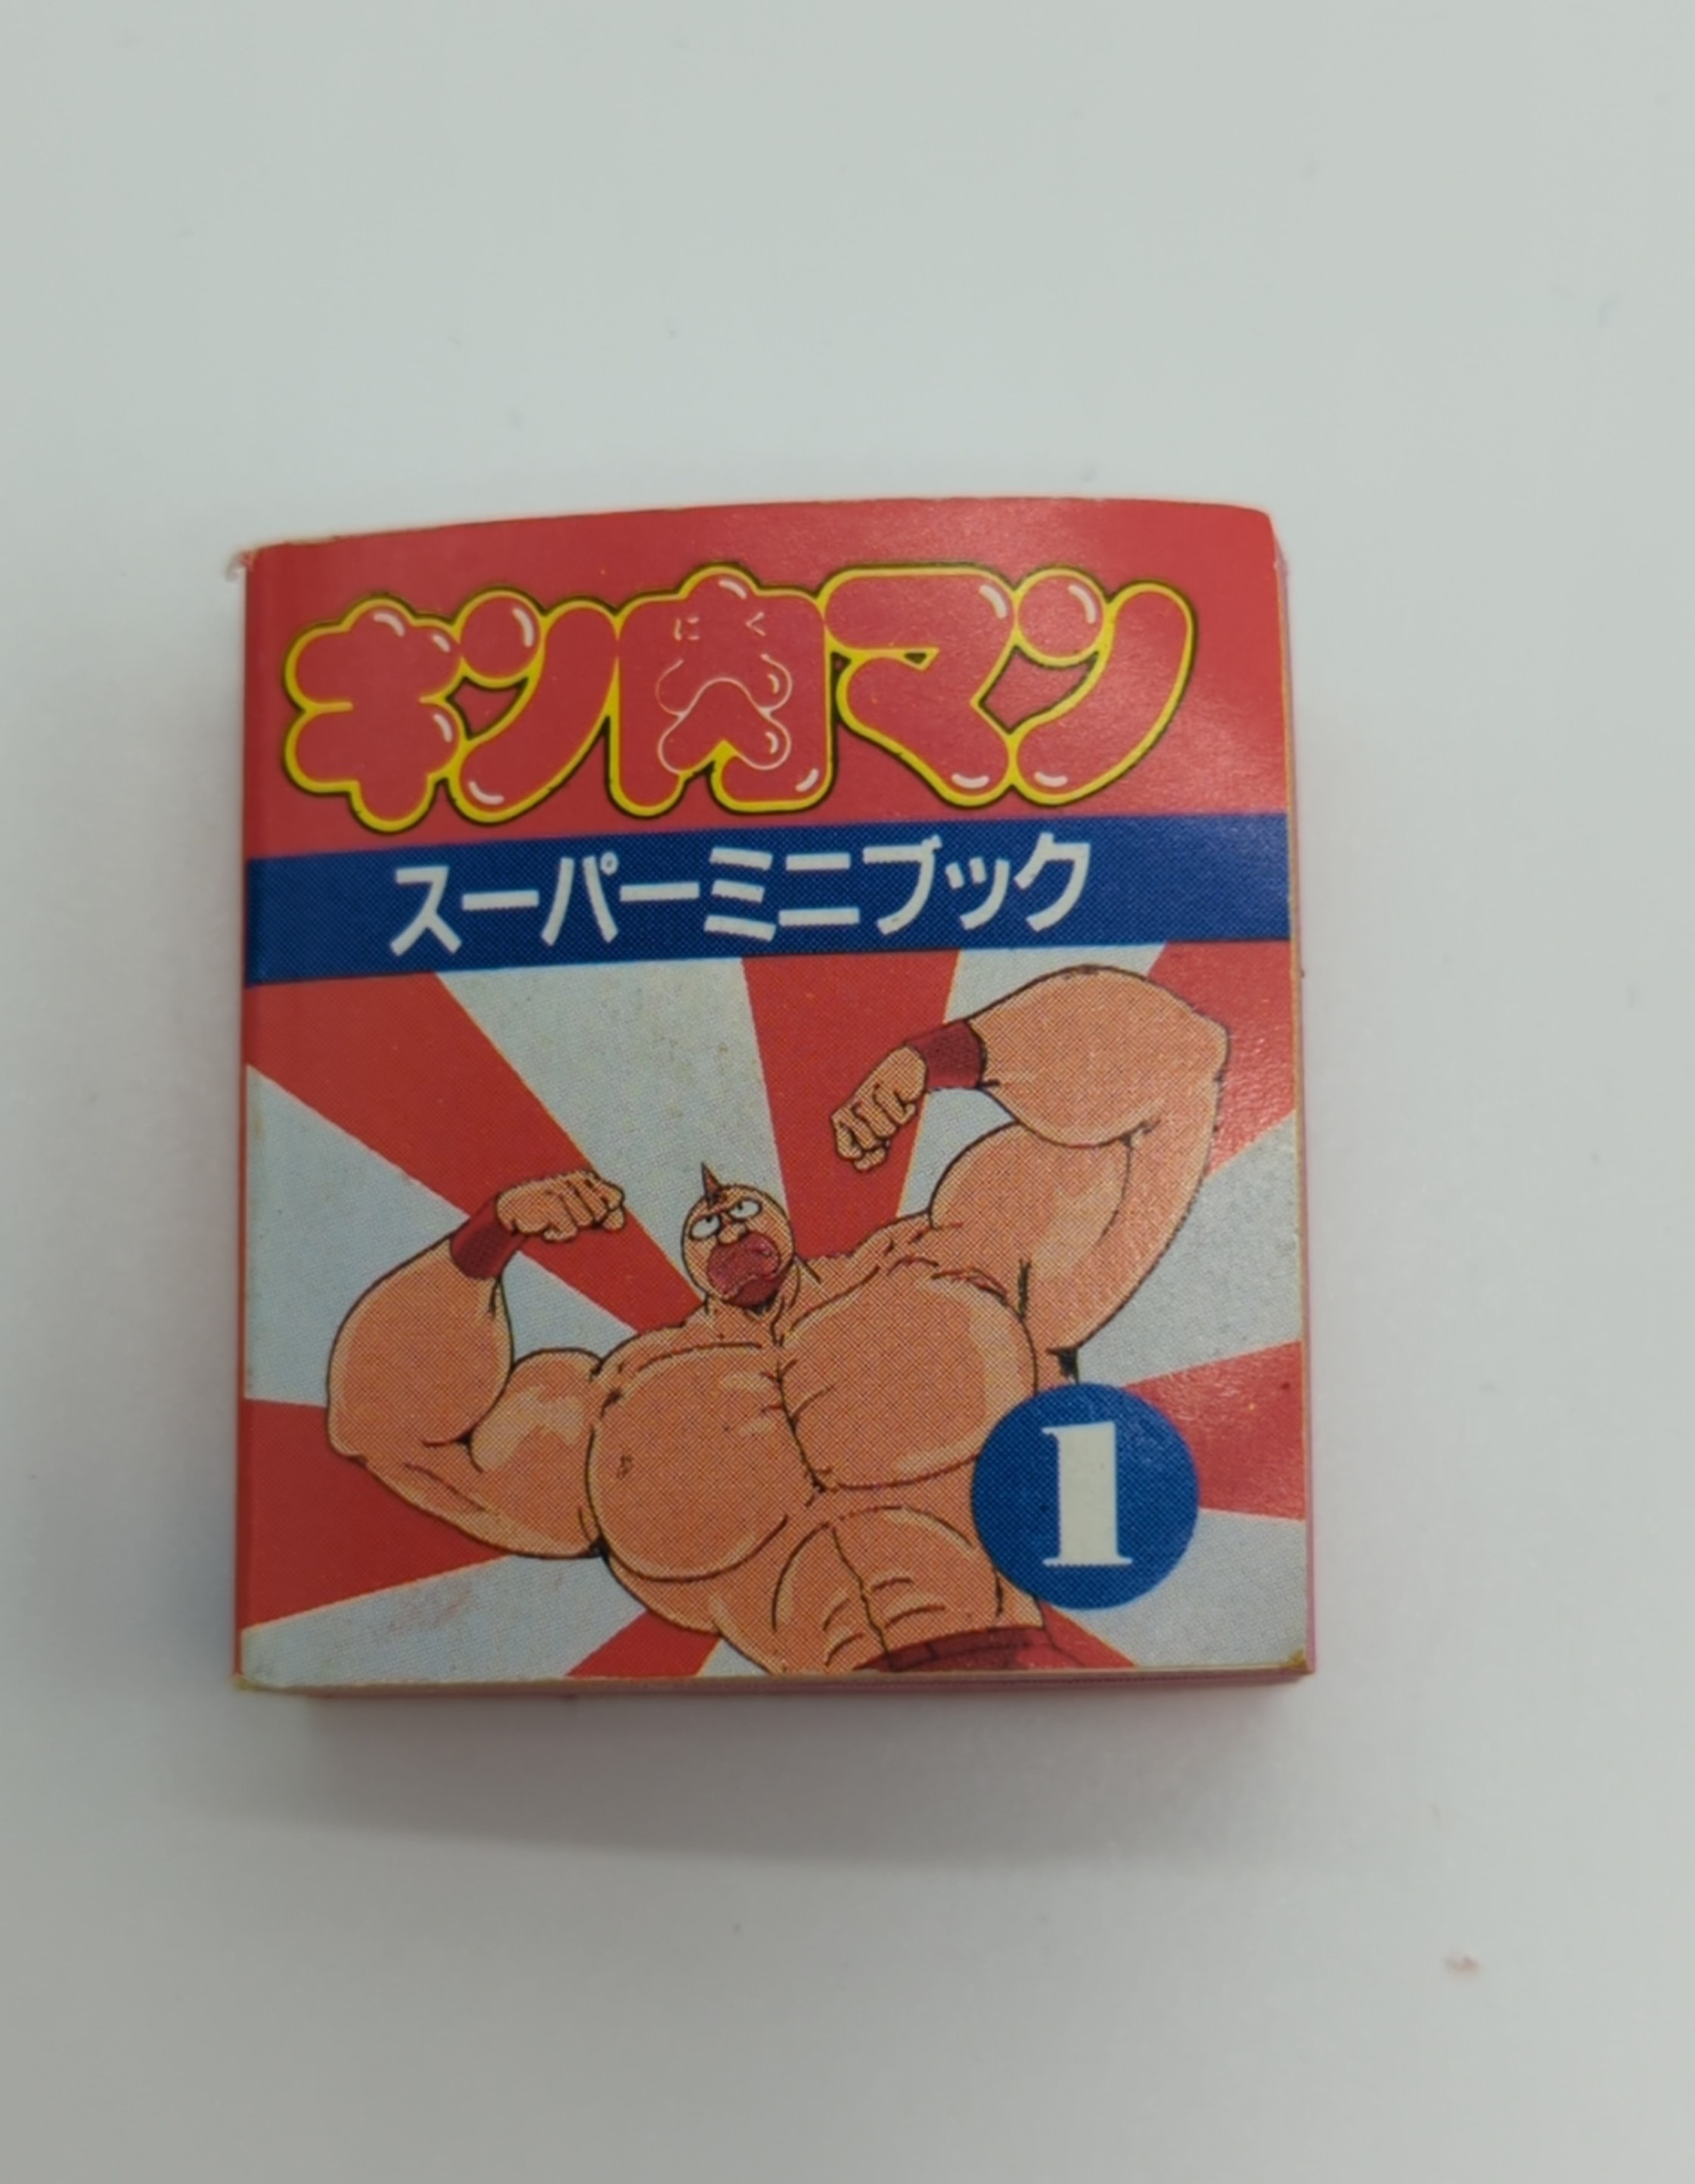 キン肉マン
にく
スーパーミニブック
1